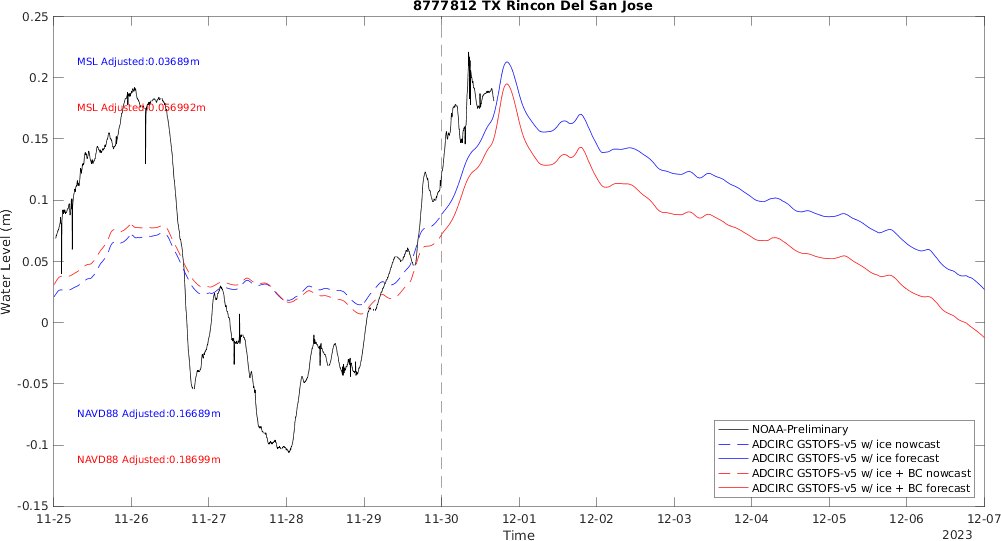 8777812 TX Rincon Del San Jose
0.25
0.2
0.15
0.1
0.05
0
-0.05
-0.1
-0.15
Water Level (m)
MSL Adjusted:0.03689m
MSL Adjusted:0.056992m
NAVD88 Adjusted:0.16689m
NAVD88 Adjusted:0.18699m
NOAA-Preliminary
ADCIRC GSTOFS-v5 w/ ice nowcast
ADCIRC GSTOFS-v5 w/ ice forecast
ADCIRC GSTOFS-v5 w/ ice + BC nowcast
ADCIRC GSTOFS-v5 w/ ice + BC forecast
11-25 11-26 11-27 11-28 11-29 11-30 12-01 12-02 12-03 12-04 12-05 12-06 12-07
Time
2023